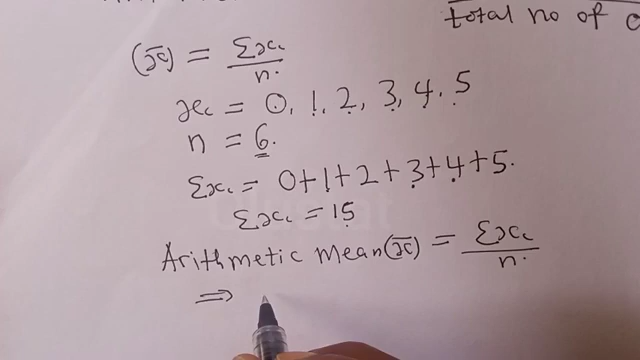 total no of
(x̄) = Σxᵢ/n.
xᵢ = 0, 1, 2, 3, 4, 5
n = 6.
Σxᵢ = 0+1+2+3+4+5.
Σxᵢ = 15
Arithmetic mean(x̄) = Σxᵢ/n.
⇒